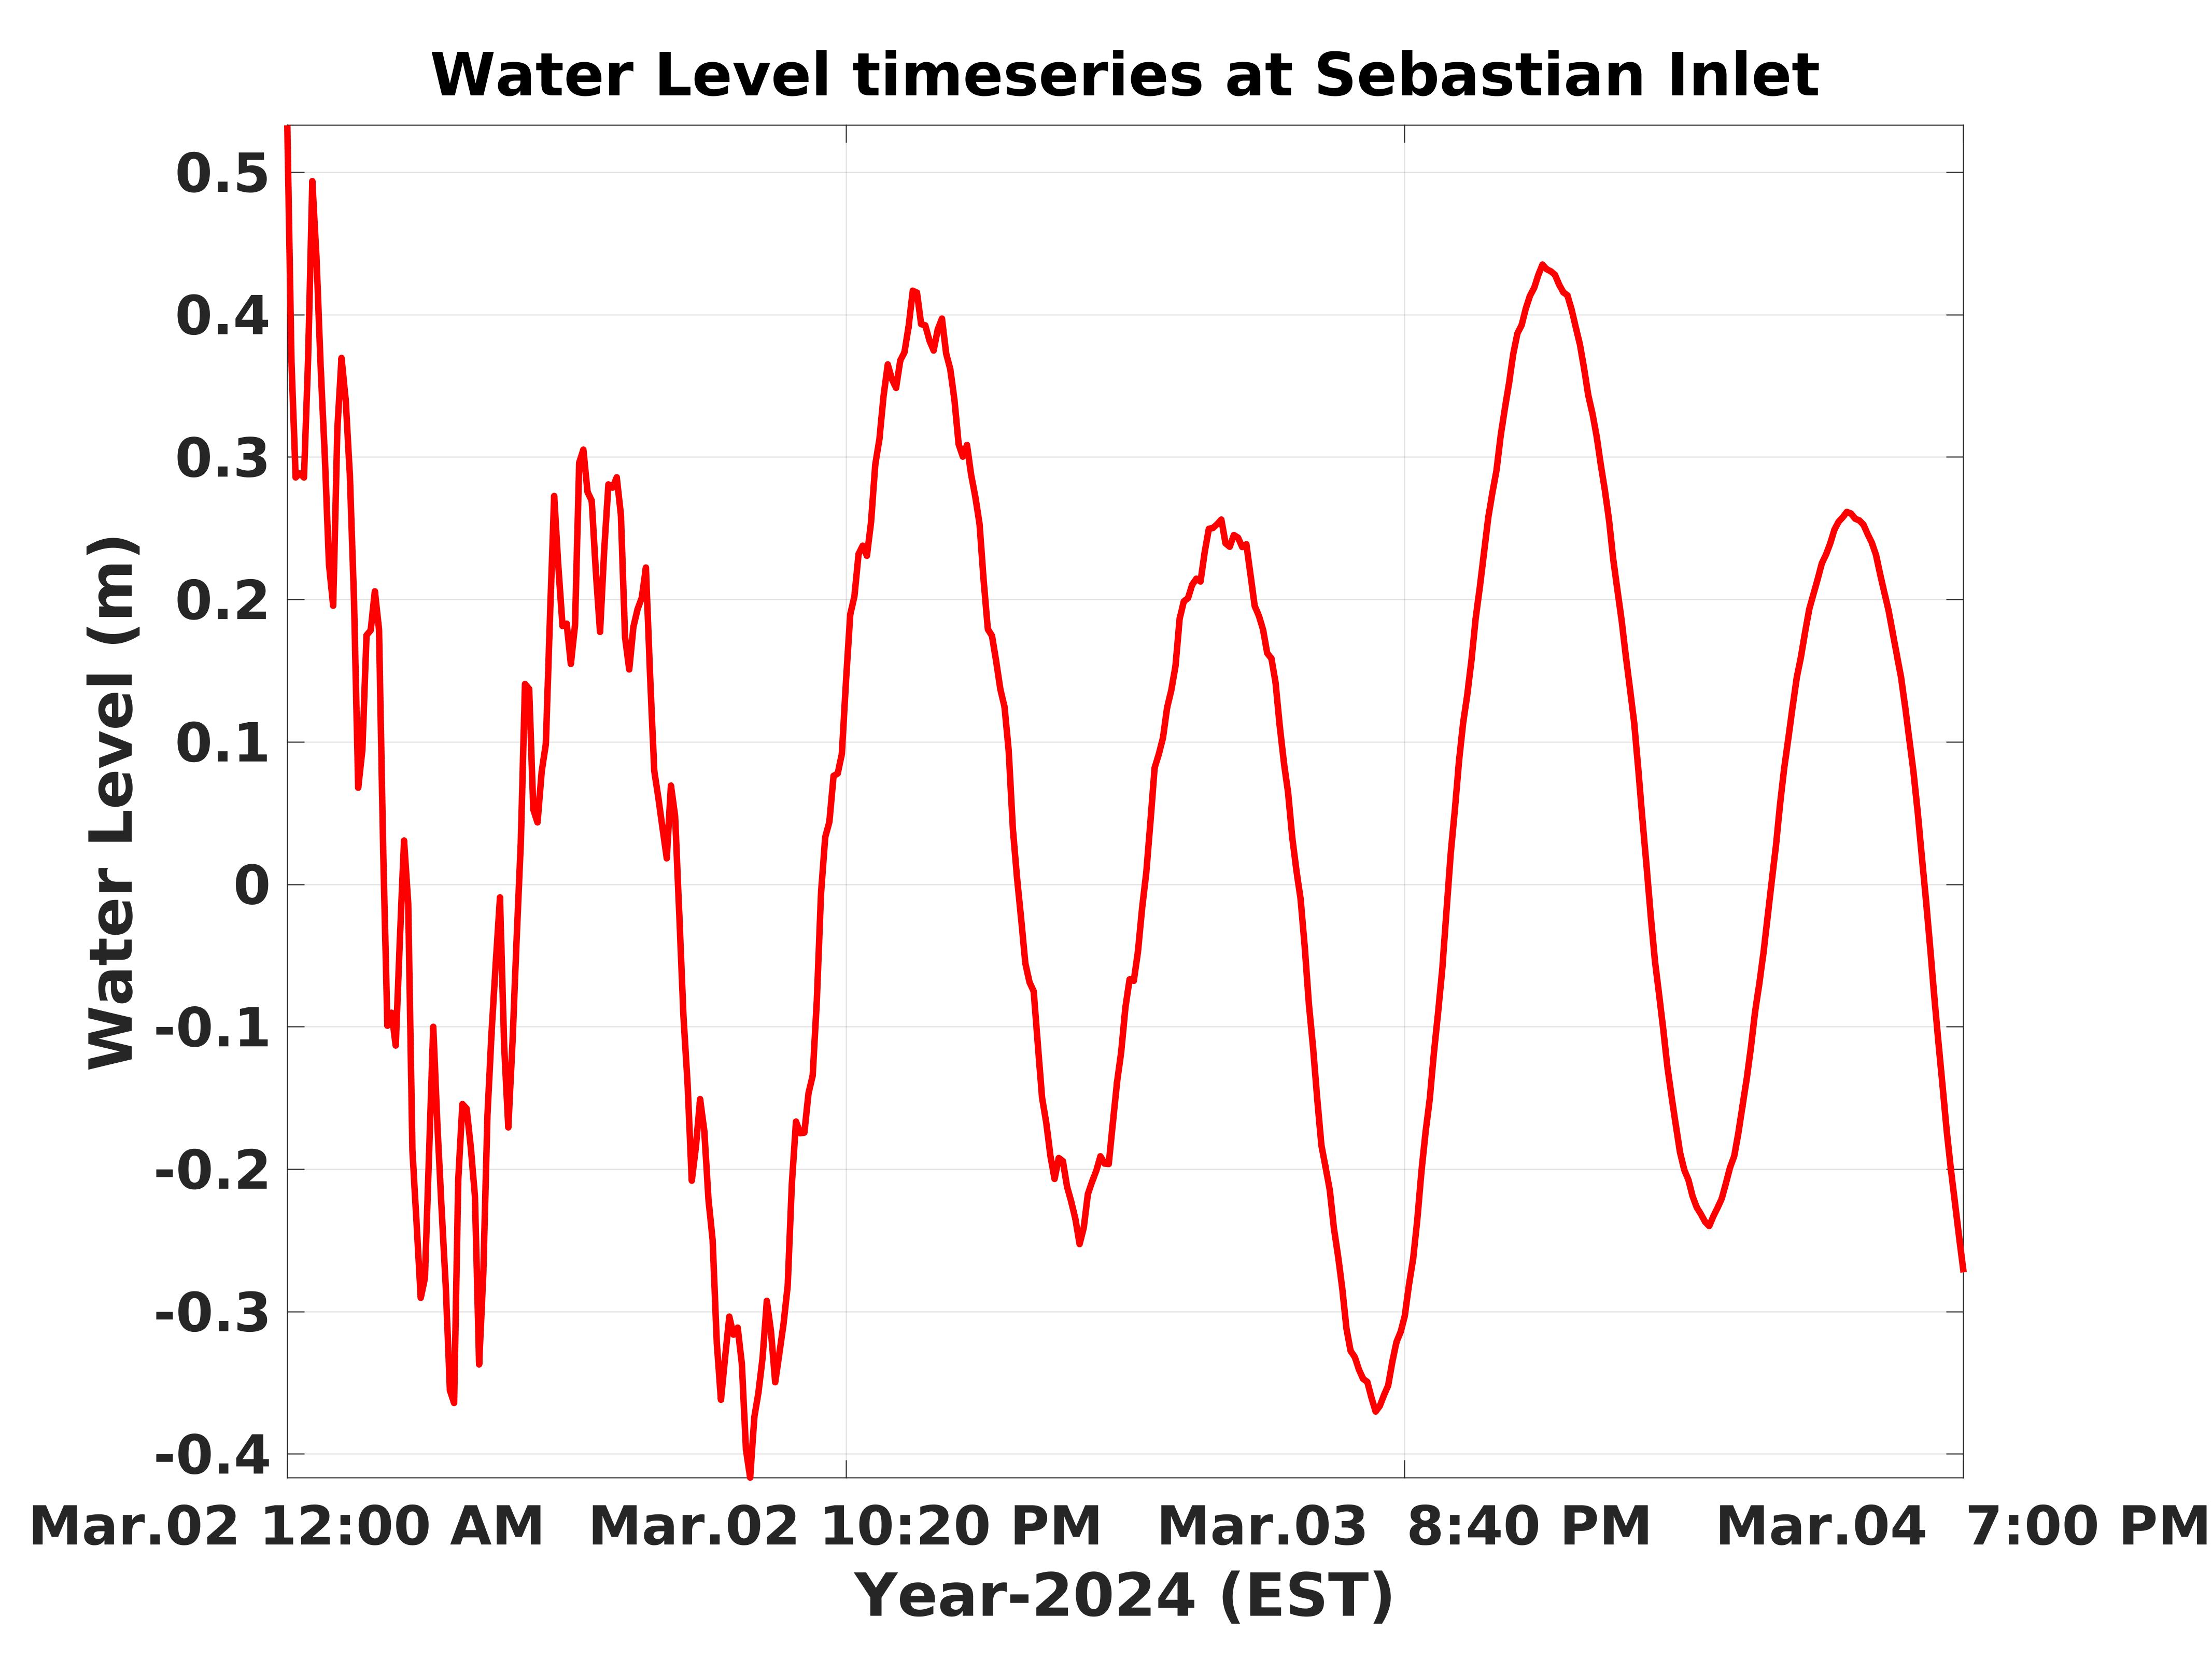 Water Level timeseries at Sebastian Inlet
Water Level (m)
0.5
0.4
0.3
0.2
0.1
0
-0.1
-0.2
-0.3
-0.4
Mar.02 12:00 AM Mar.02 10:20 PM Mar.03 8:40 PM Mar.04 7:00 PM
Year-2024 (EST)